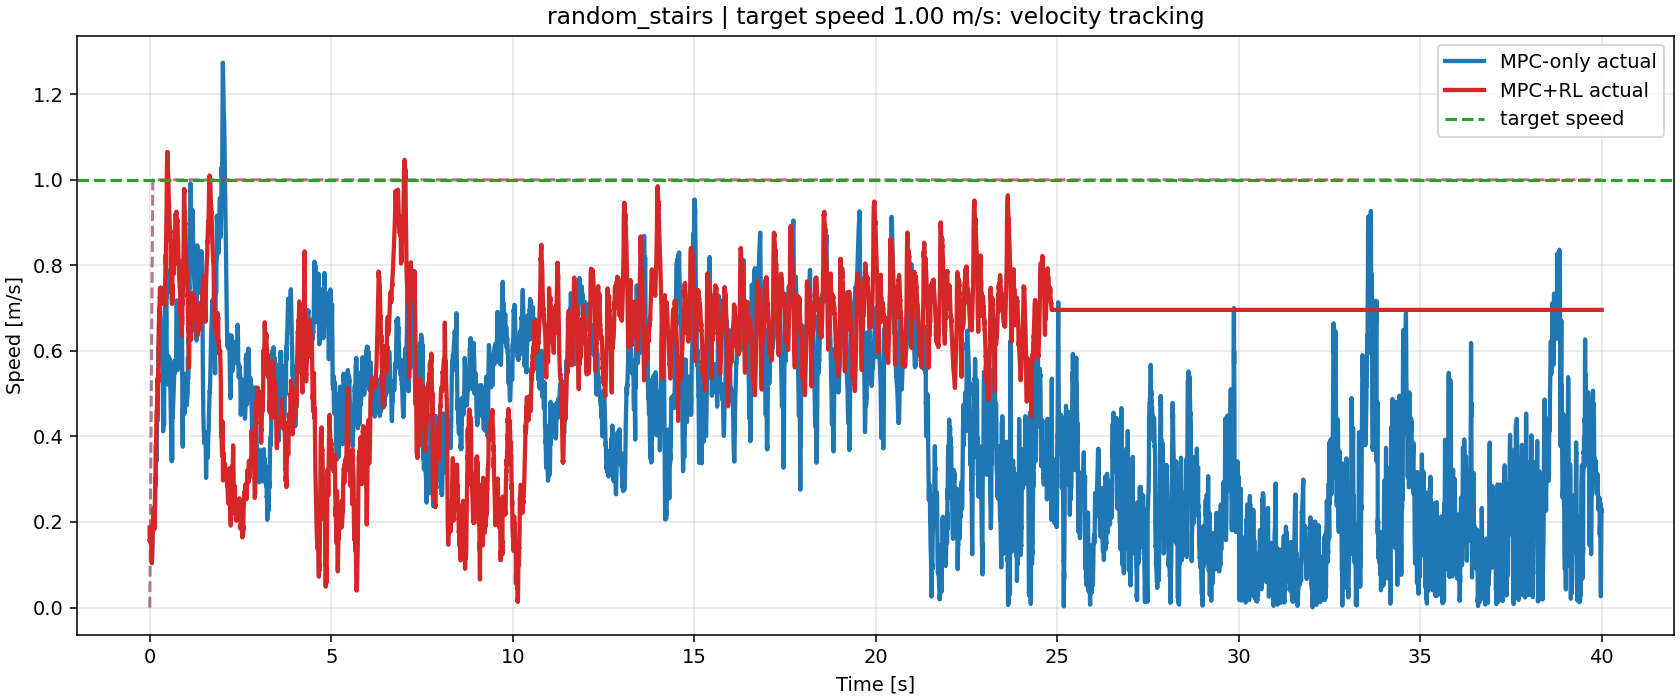 random_stairs | target speed 1.00 m/s: velocity tracking
MPC-only actual
MPC+RL actual
target speed
Speed [m/s]
1.2
1.0
0.8
0.6
0.4
0.2
0.0
0 5 10 15 20 25 30 35 40
Time [s]